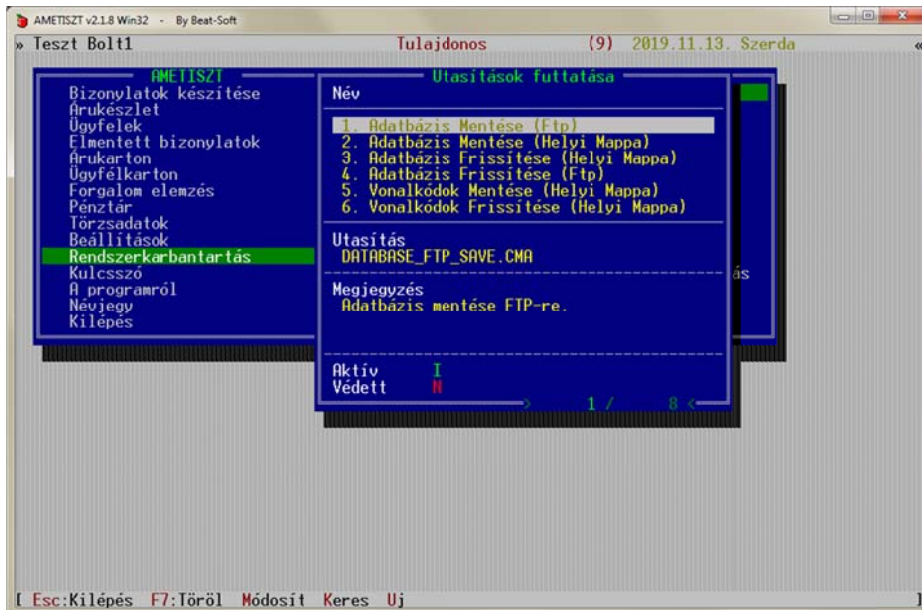 AMETISZT v2.1.8 Win32 - By Beat-Soft
» Teszt Bolt1 Tulajdonos (9) 2019.11.13. Szerda «
AMETISZT
Bizonylatok készítése
Árukészlet
Ügyfelek
Elmentett bizonylatok
Árukarton
Ügyfélkarton
Forgalom elemzés
Pénztár
Törzsadatok
Beállítások
Rendszerkarbantartás
Kulcsszó
A programról
Névjegy
Kilépés
Utasítások futtatása
Név
1. Adatbázis Mentése (Ftp)
2. Adatbázis Mentése (Helyi Mappa)
3. Adatbázis Frissítése (Helyi Mappa)
4. Adatbázis Frissítése (Ftp)
5. Vonalkódok Mentése (Helyi Mappa)
6. Vonalkódok Frissítése (Helyi Mappa)
Utasítás
DATABASE_FTP_SAVE.CMA
Megjegyzés
Adatbázis mentése FTP-re.
Aktív I
Védett N
> 1 / 8 <
ás
[ Esc:Kilépés F7:Töröl Módosít Keres Uj ]